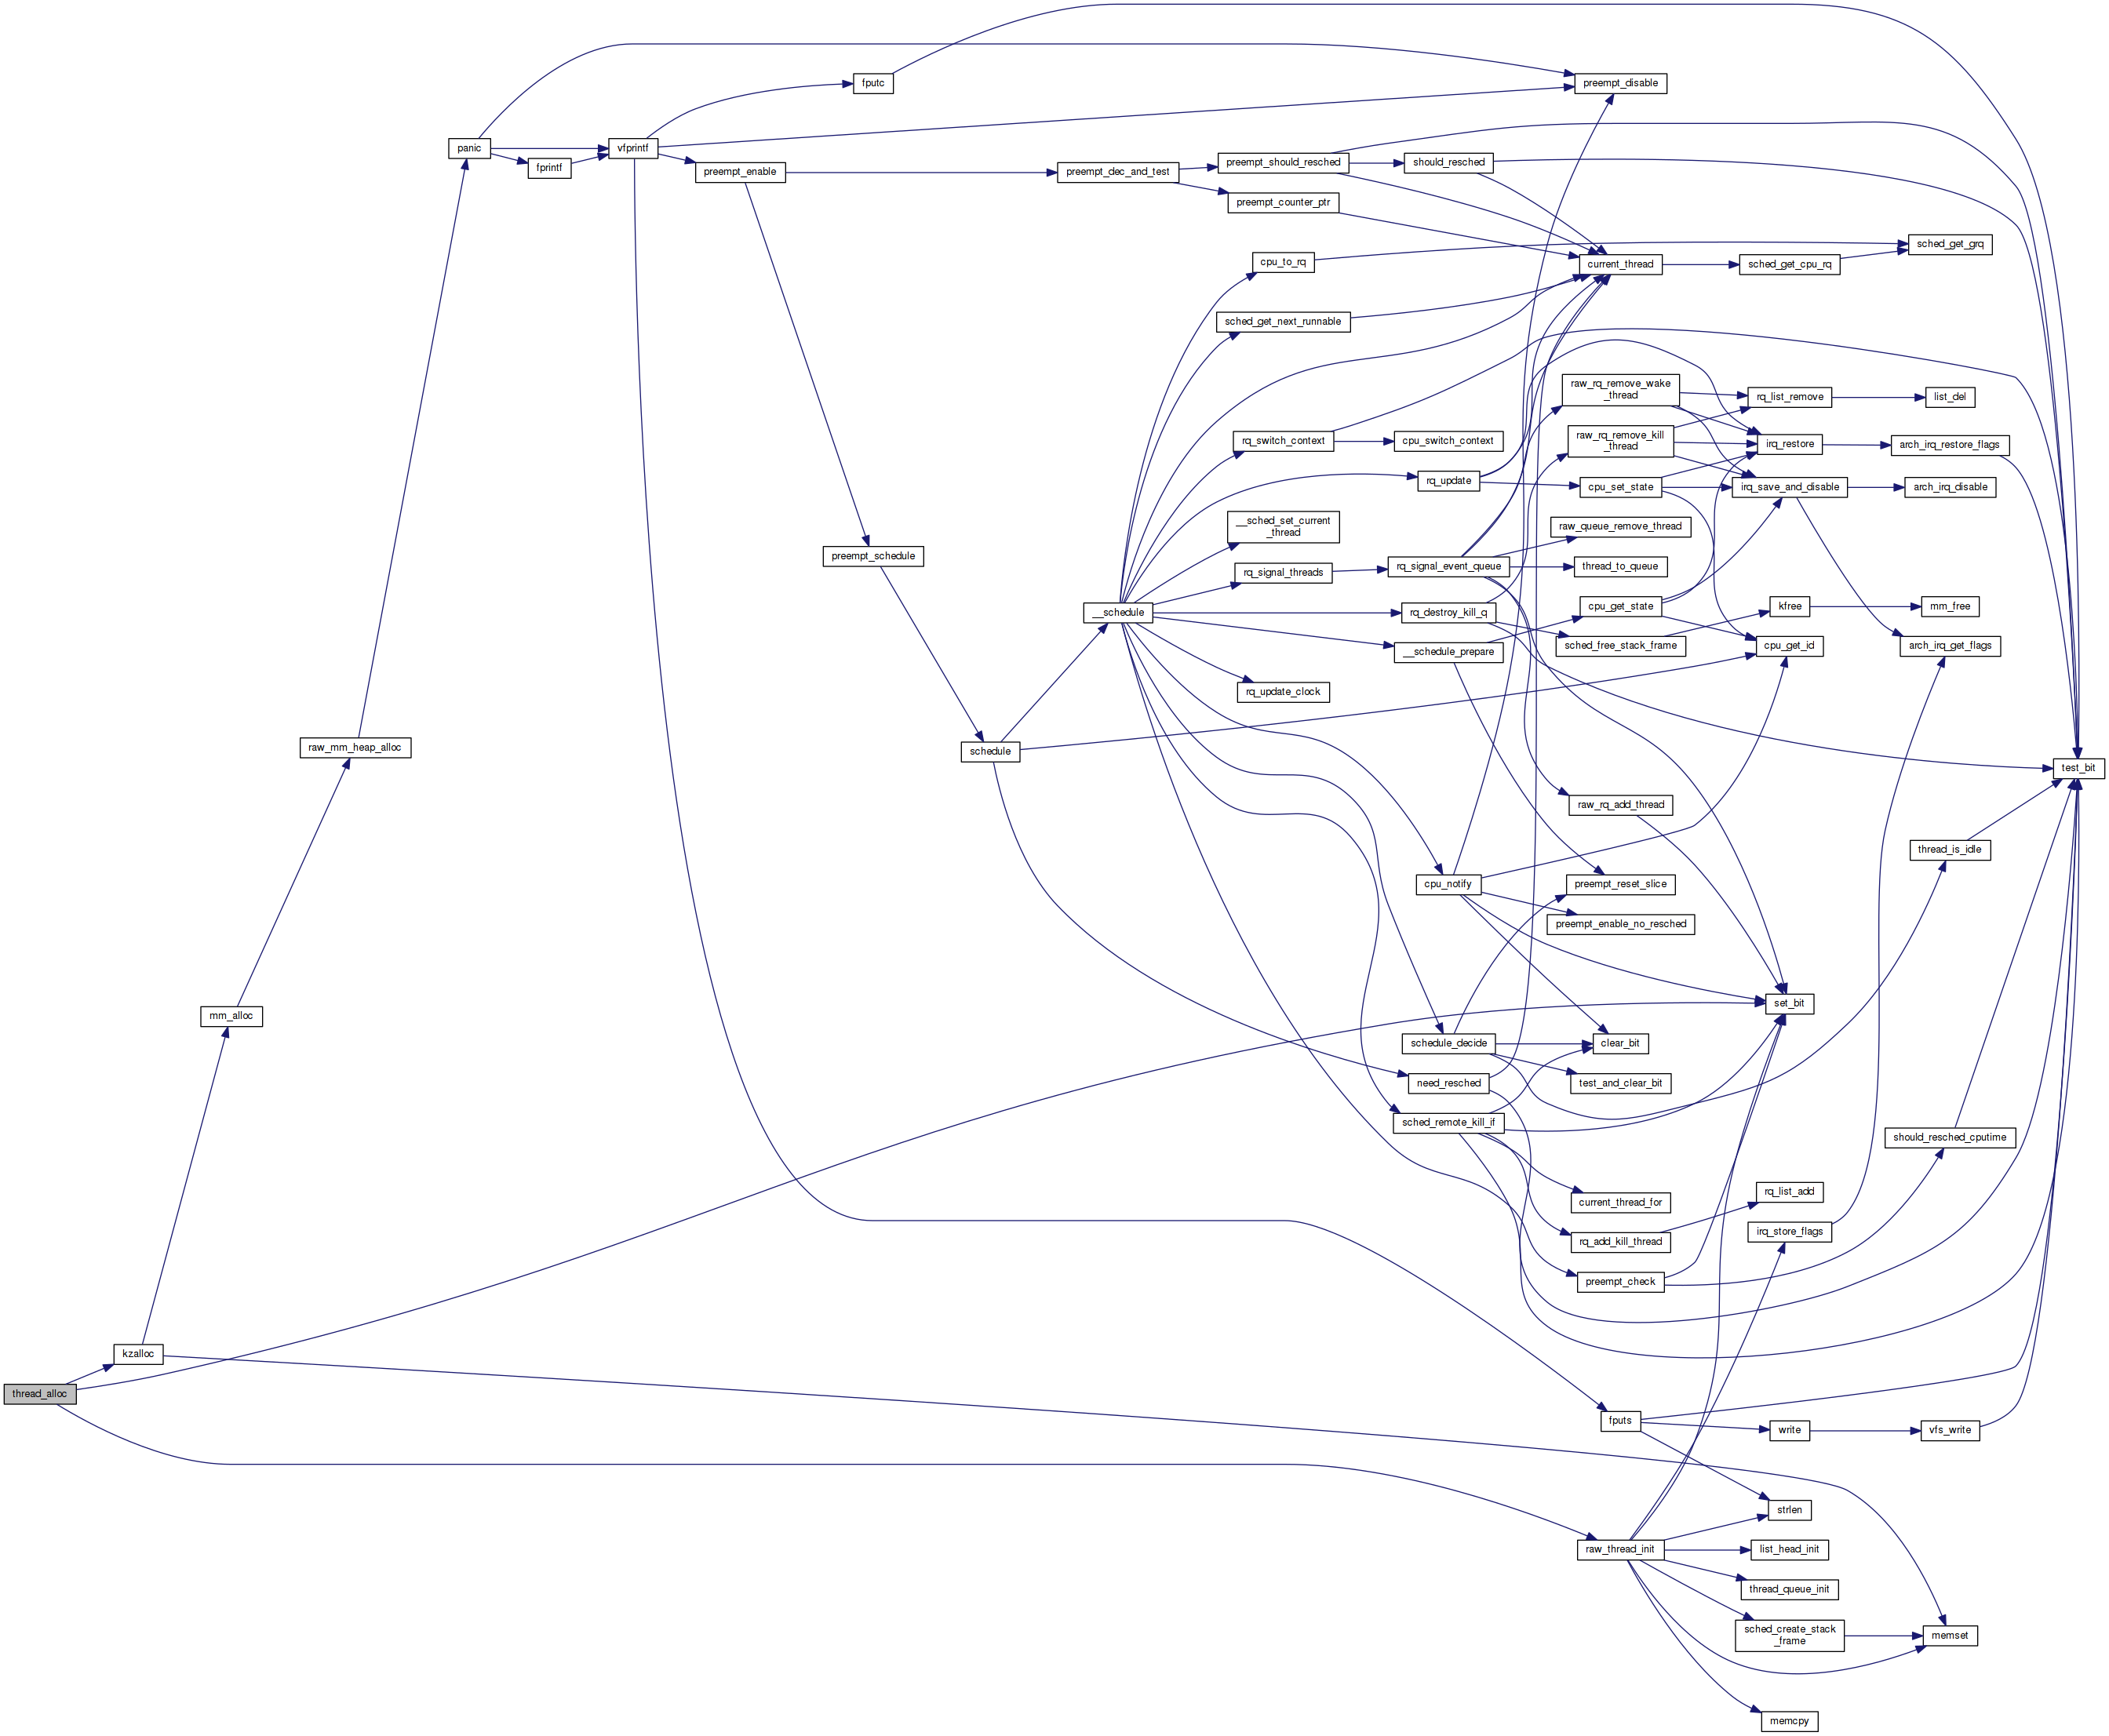 fputc
preempt_disable
panic
vfprintf
fprintf
preempt_enable
preempt_dec_and_test
preempt_should_resched
should_resched
preempt_counter_ptr
cpu_to_rq
current_thread
sched_get_cpu_rq
sched_get_grq
sched_get_next_runnable
raw_rq_remove_wake
_thread
rq_list_remove
list_del
rq_switch_context
cpu_switch_context
raw_rq_remove_kill
_thread
irq_restore
arch_irq_restore_flags
rq_update
cpu_set_state
irq_save_and_disable
arch_irq_disable
__sched_set_current
_thread
raw_queue_remove_thread
preempt_schedule
rq_signal_threads
rq_signal_event_queue
thread_to_queue
__schedule
rq_destroy_kill_q
cpu_get_state
kfree
mm_free
__schedule_prepare
sched_free_stack_frame
cpu_get_id
arch_irq_get_flags
rq_update_clock
raw_mm_heap_alloc
schedule
test_bit
raw_rq_add_thread
thread_is_idle
cpu_notify
preempt_reset_slice
preempt_enable_no_resched
mm_alloc
set_bit
schedule_decide
clear_bit
need_resched
test_and_clear_bit
sched_remote_kill_if
should_resched_cputime
current_thread_for
rq_list_add
rq_add_kill_thread
irq_store_flags
preempt_check
kzalloc
thread_alloc
fputs
write
vfs_write
strlen
raw_thread_init
list_head_init
thread_queue_init
sched_create_stack
_frame
memset
memcpy